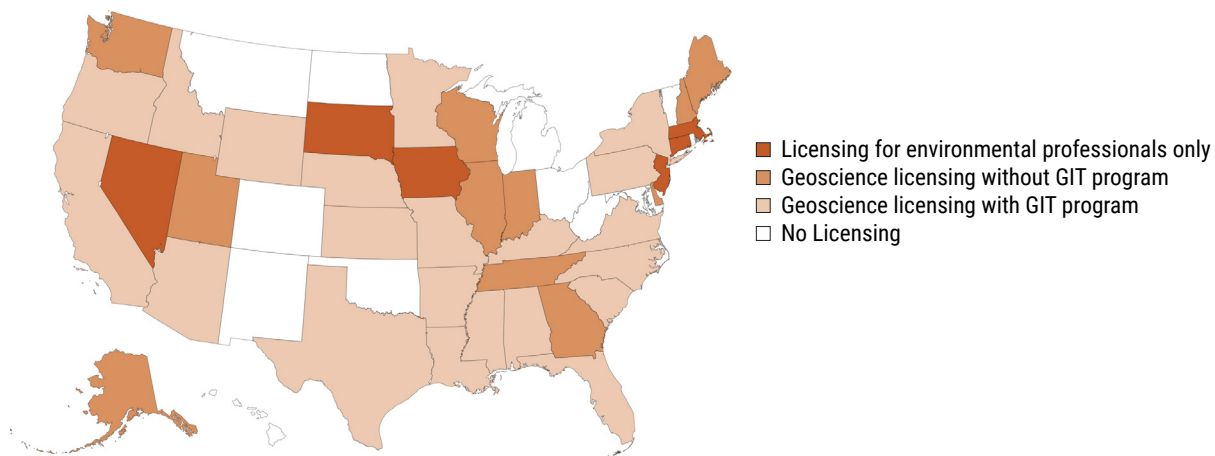 Licensing for environmental professionals only
Geoscience licensing without GIT program
Geoscience licensing with GIT program
No Licensing